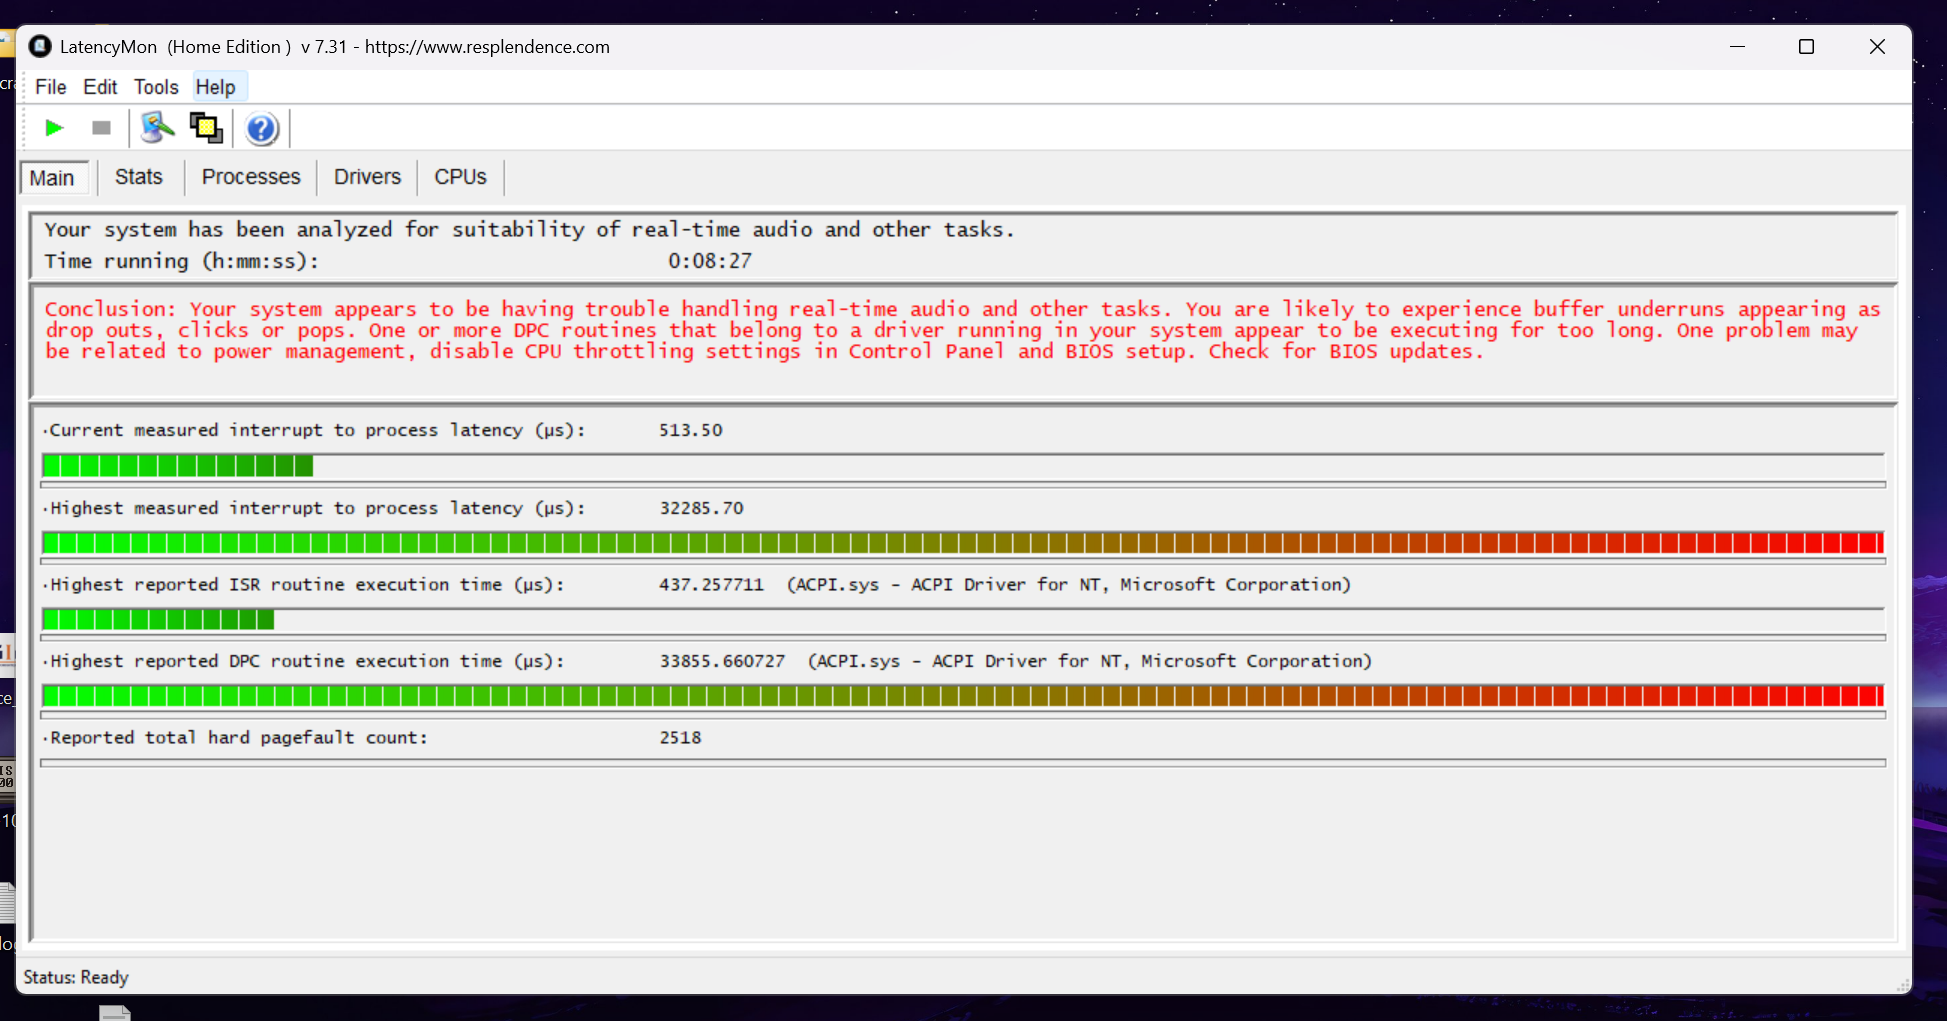 LatencyMon  (Home Edition )  v 7.31 - https://www.resplendence.com
File Edit Tools Help
Main Stats Processes Drivers CPUs
Your system has been analyzed for suitability of real-time audio and other tasks.
Time running (h:mm:ss): 0:08:27
Conclusion: Your system appears to be having trouble handling real-time audio and other tasks. You are likely to experience buffer underruns appearing as
drop outs, clicks or pops. One or more DPC routines that belong to a driver running in your system appear to be executing for too long. One problem may
be related to power management, disable CPU throttling settings in Control Panel and BIOS setup. Check for BIOS updates.
·Current measured interrupt to process latency (µs): 513.50
·Highest measured interrupt to process latency (µs): 32285.70
·Highest reported ISR routine execution time (µs): 437.257711  (ACPI.sys - ACPI Driver for NT, Microsoft Corporation)
·Highest reported DPC routine execution time (µs): 33855.660727  (ACPI.sys - ACPI Driver for NT, Microsoft Corporation)
·Reported total hard pagefault count: 2518
Status: Ready